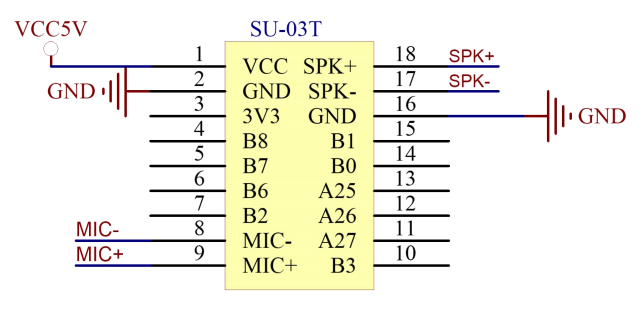 VCC5V SU-03T
1 18 SPK+
VCC SPK+
GND 2 17 SPK-
GND SPK-
3 16 GND
3V3 GND
4 15
B8 B1
5 14
B7 B0
6 13
B6 A25
7 12
B2 A26
MIC- 8 11
MIC- A27
MIC+ 9 10
MIC+ B3